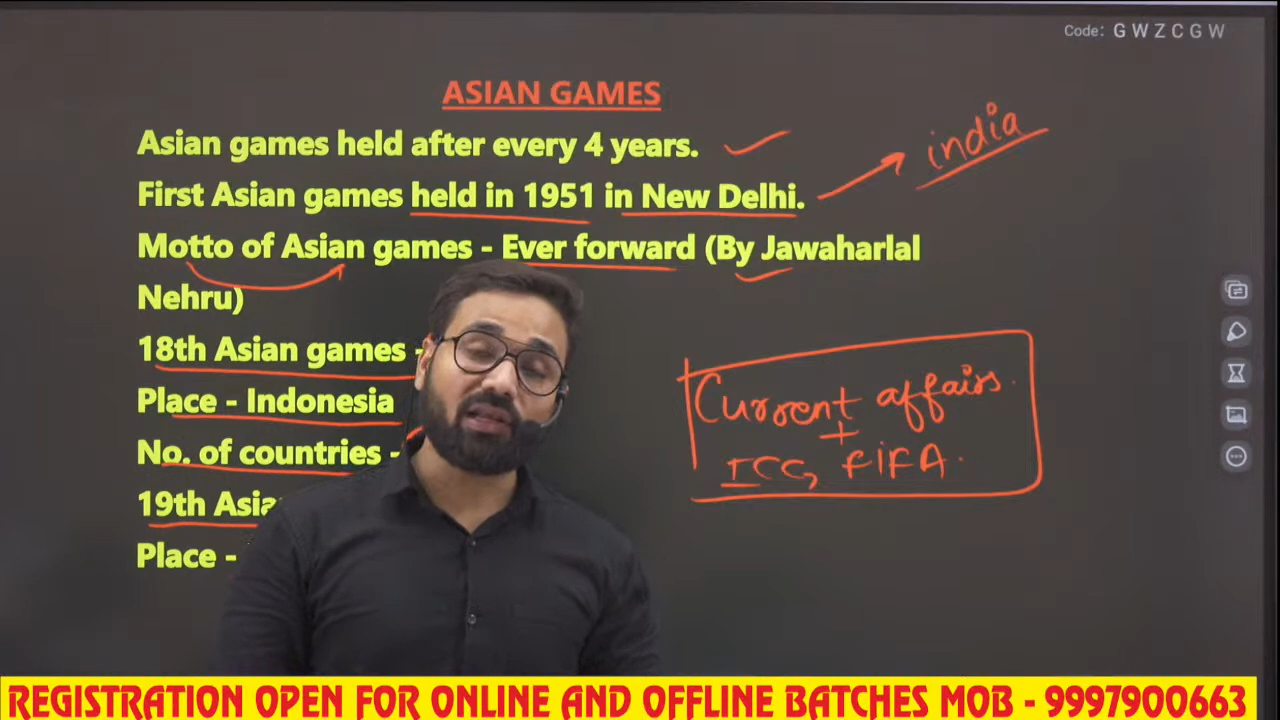 Code: G W Z C G W
ASIAN GAMES
Asian games held after every 4 years.
First Asian games held in 1951 in New Delhi.
india
Motto of Asian games - Ever forward (By Jawaharlal
Nehru)
18th Asian games -
Place - Indonesia
No. of countries -
19th Asia
Place -
Current affairs.
+
ICC, FIFA.
REGISTRATION OPEN FOR ONLINE AND OFFLINE BATCHES MOB - 9997900663